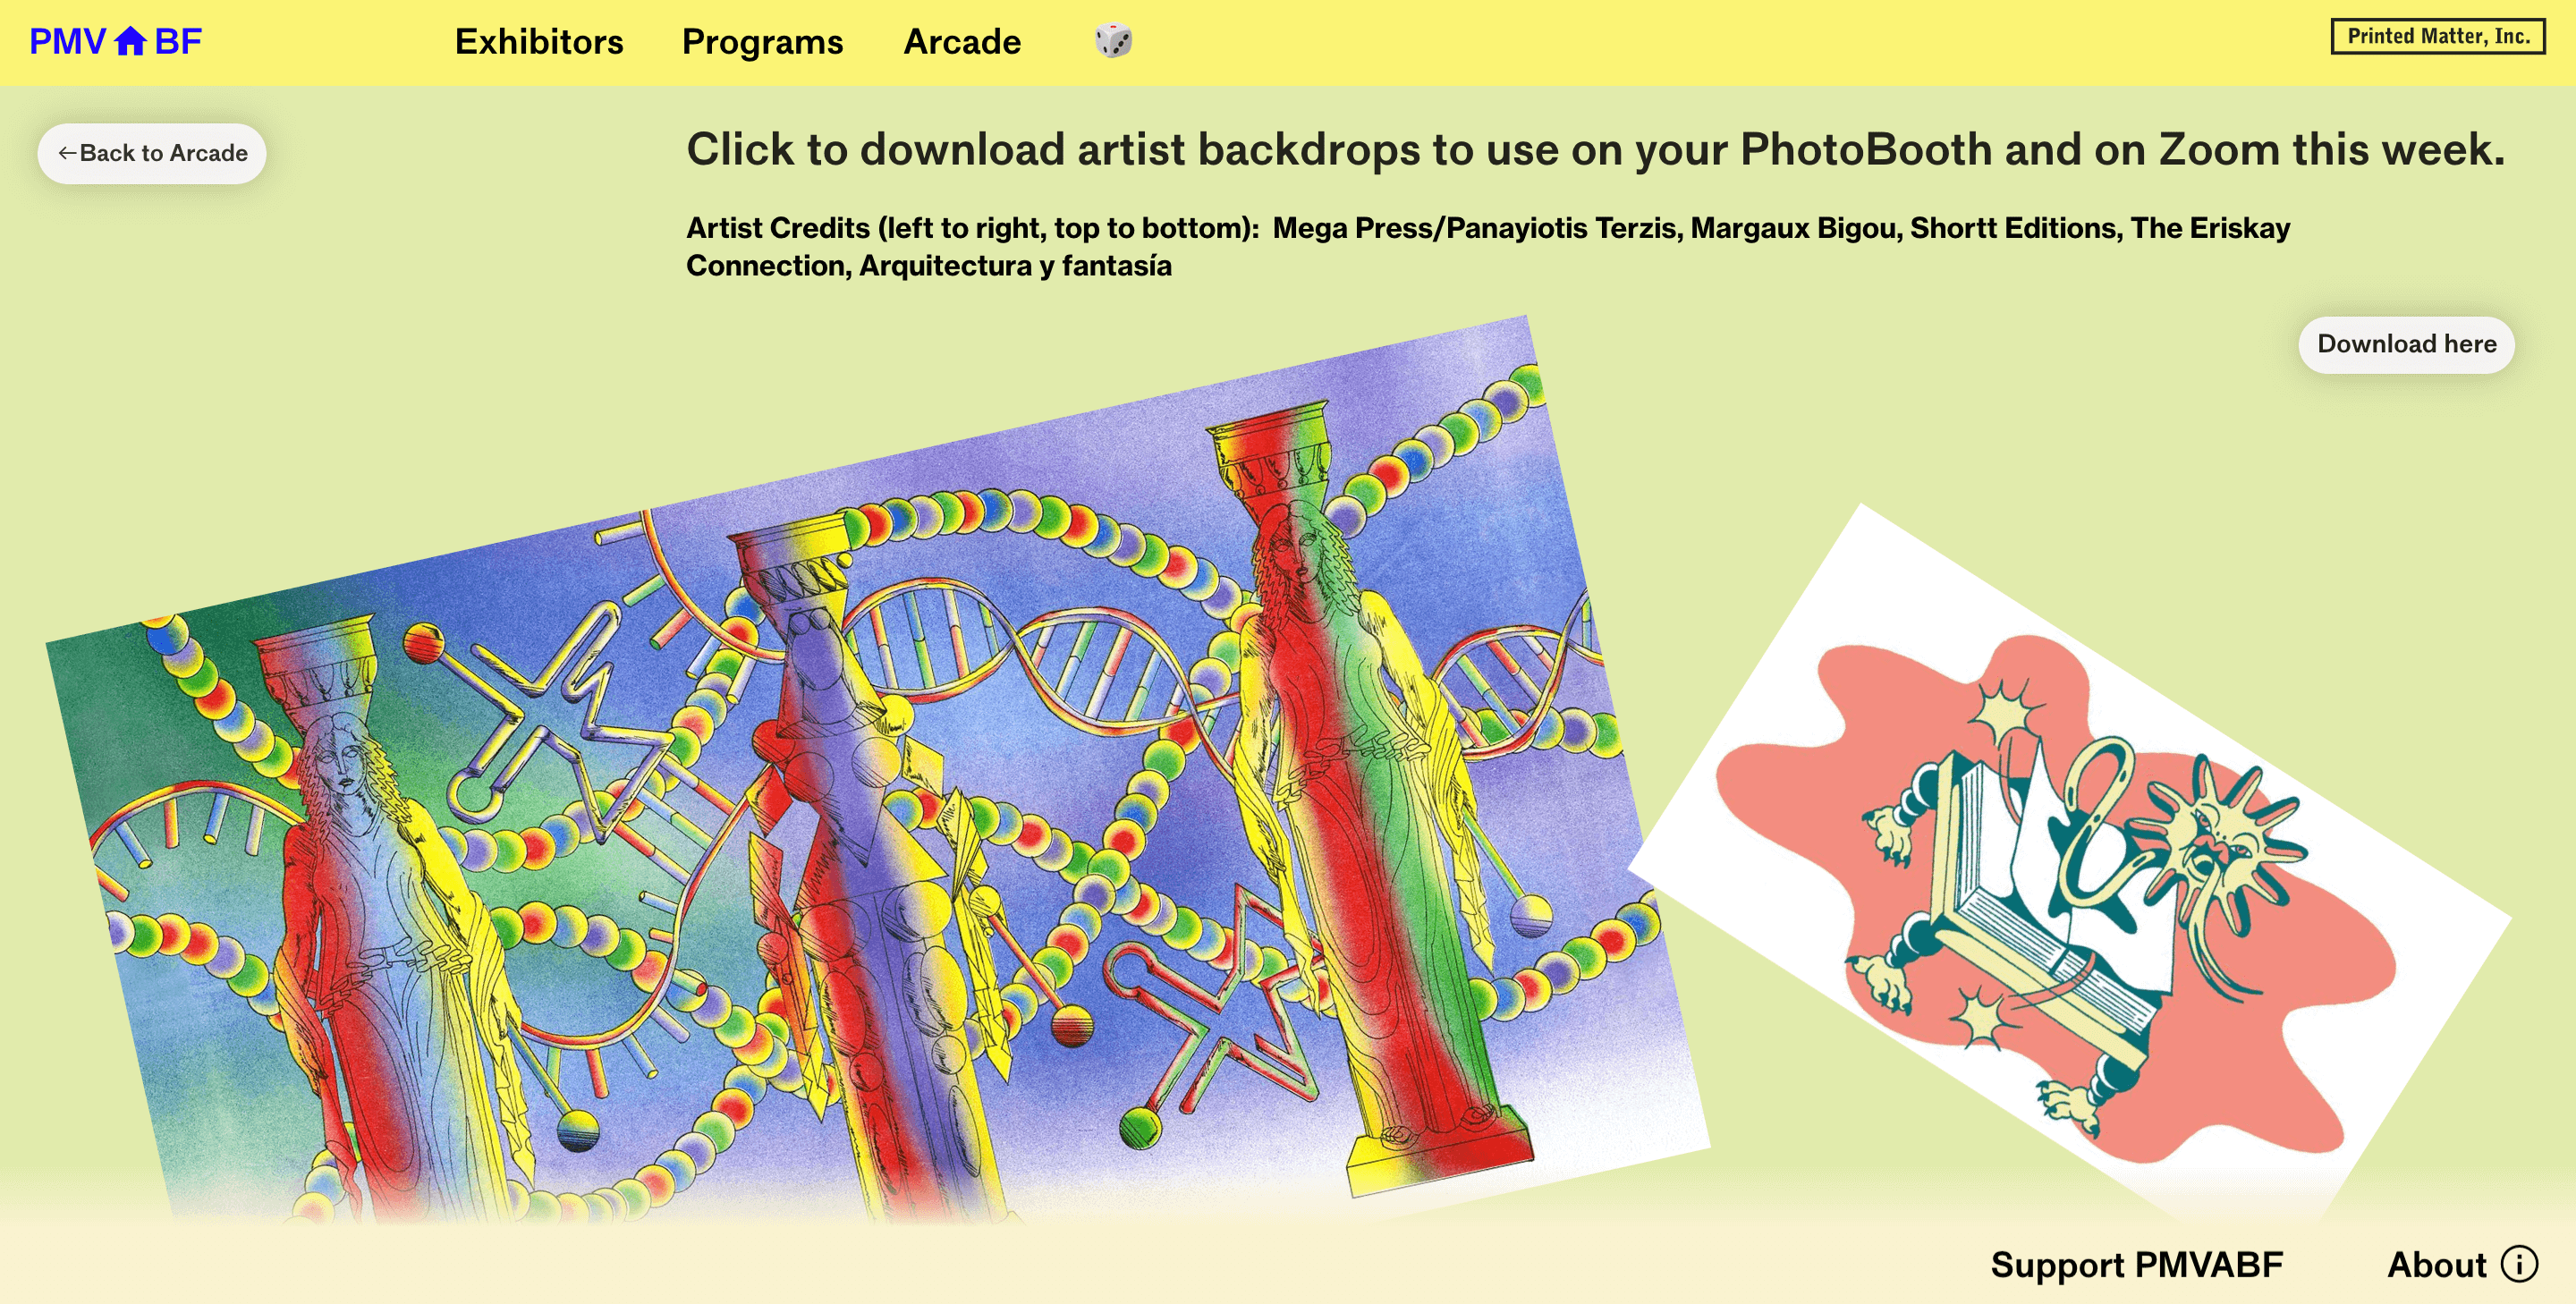 PMV BF
Exhibitors
Programs
Arcade
Printed Matter, Inc.
←Back to Arcade
Click to download artist backdrops to use on your PhotoBooth and on Zoom this week.
Artist Credits (left to right, top to bottom):  Mega Press/Panayiotis Terzis, Margaux Bigou, Shortt Editions, The Eriskay
Connection, Arquitectura y fantasía
Download here
Support PMVABF
About